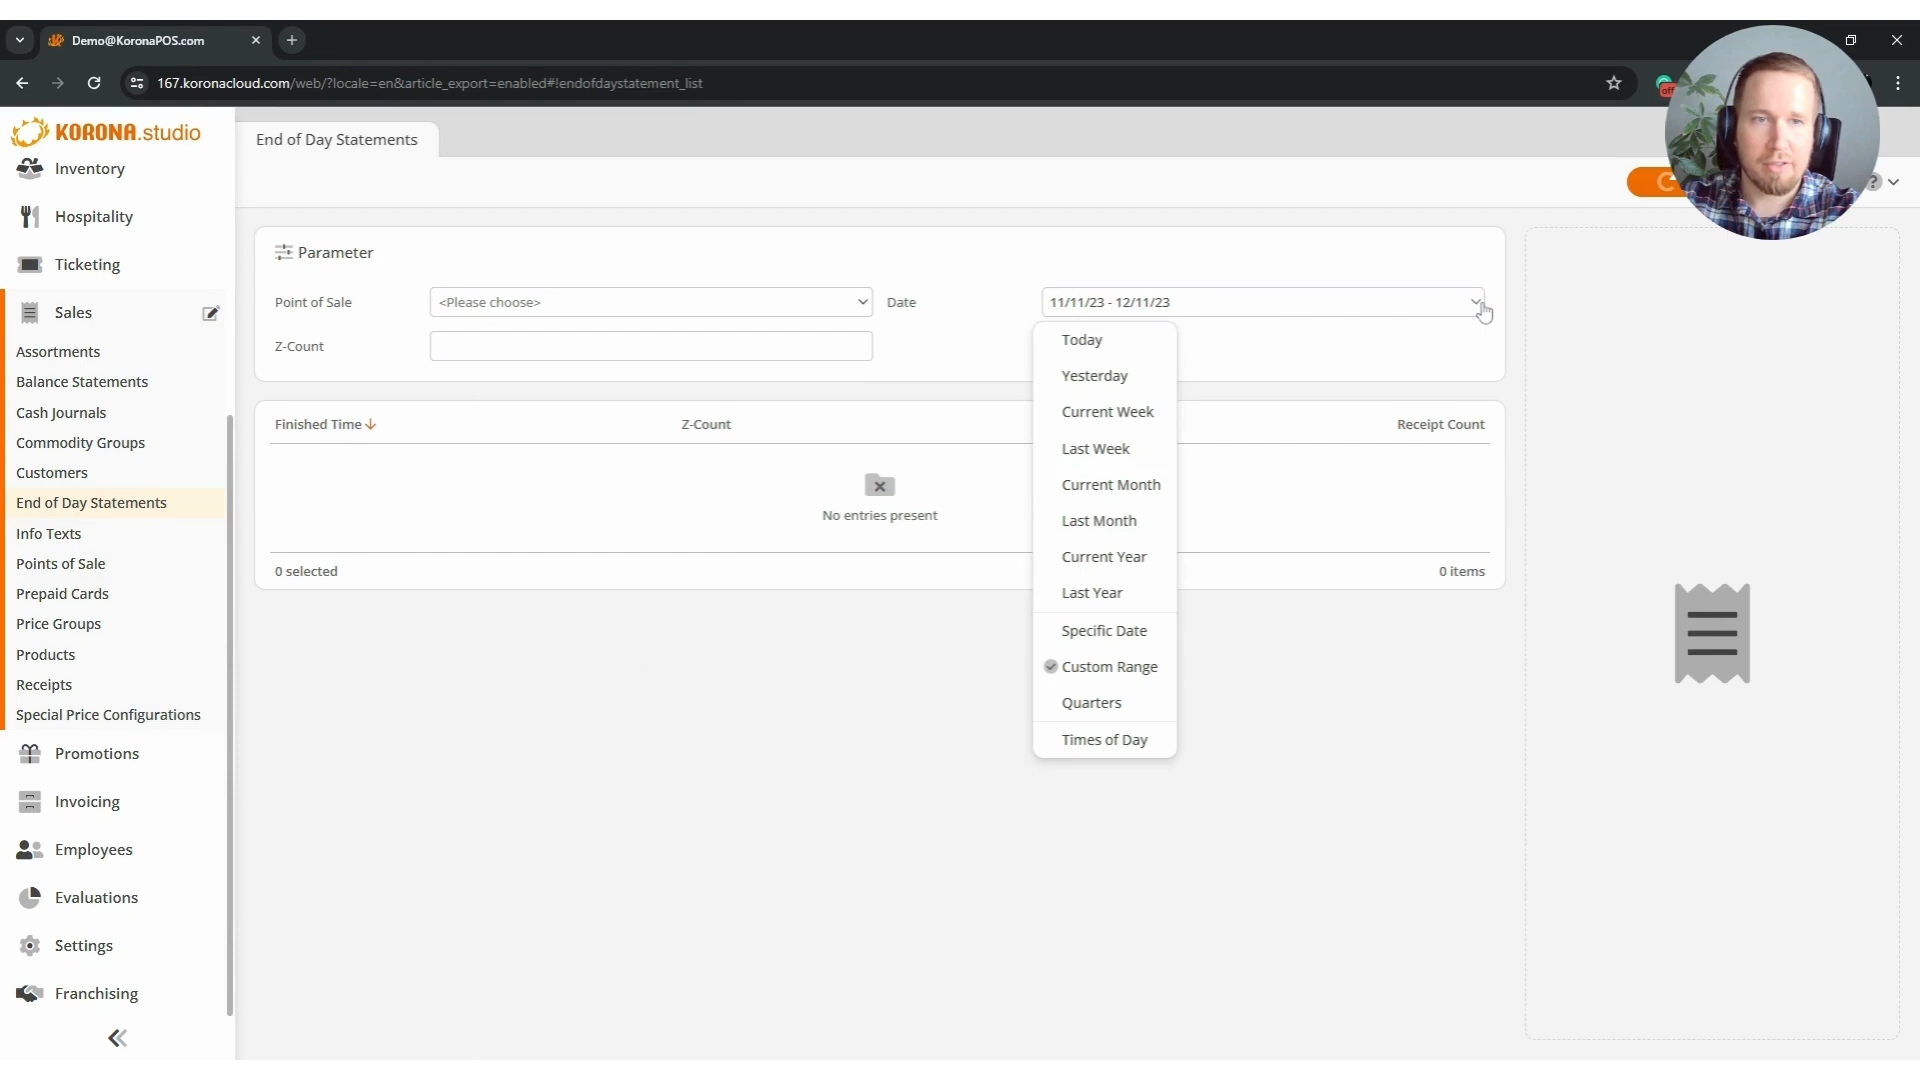 Demo@KoronaPOS.com
167.koronacloud.com/web/?locale=en&article_export=enabled#!endofdaystatement_list
off
KORONA.studio
End of Day Statements
Inventory
Hospitality
Ticketing
Sales
Assortments
Balance Statements
Cash Journals
Commodity Groups
Customers
End of Day Statements
Info Texts
Points of Sale
Prepaid Cards
Price Groups
Products
Receipts
Special Price Configurations
Promotions
Invoicing
Employees
Evaluations
Settings
Franchising
?
Parameter
Point of Sale <Please choose> Date 11/11/23 - 12/11/23
Z-Count
Today
Yesterday
Current Week
Last Week
Current Month
Last Month
Current Year
Last Year
Specific Date
Custom Range
Quarters
Times of Day
Finished Time Z-Count Receipt Count
No entries present
0 selected 0 items